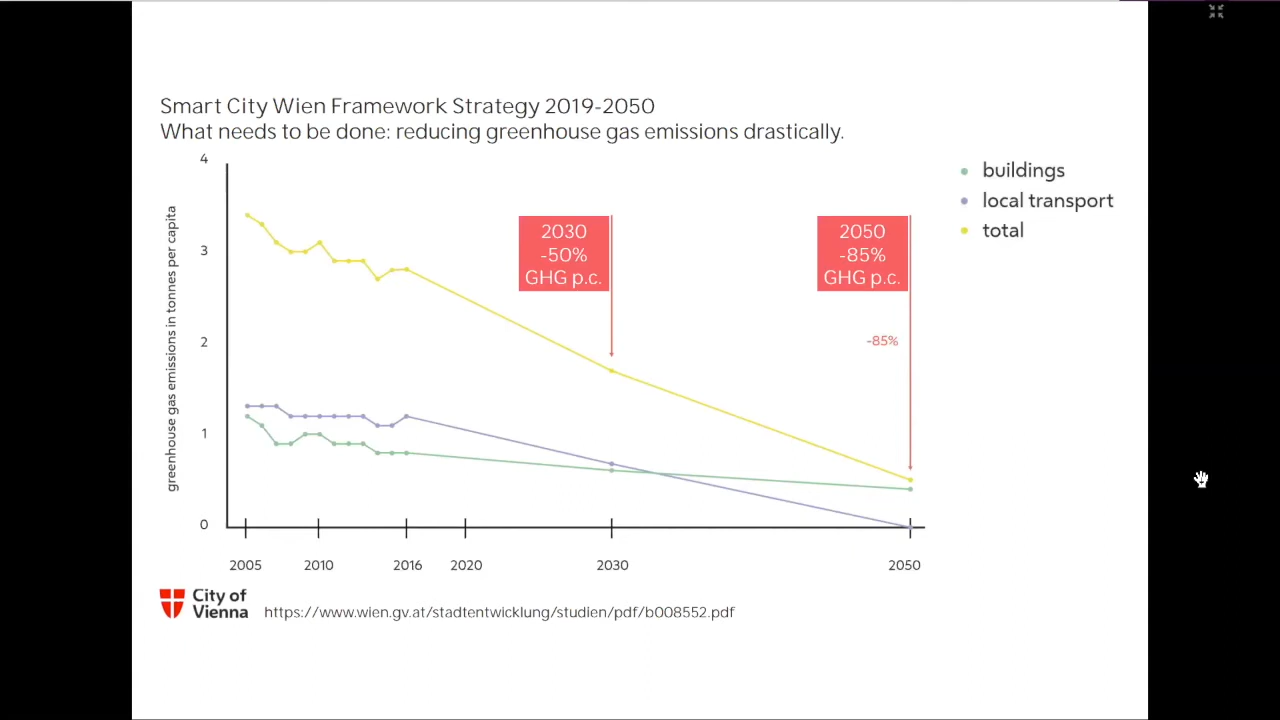 Smart City Wien Framework Strategy 2019-2050
What needs to be done: reducing greenhouse gas emissions drastically.
greenhouse gas emissions in tonnes per capita
4
3
2
1
0
2005
2010
2016
2020
2030
2050
2030
-50%
GHG p.c.
2050
-85%
GHG p.c.
-85%
buildings
local transport
total
City of
Vienna
https://www.wien.gv.at/stadtentwicklung/studien/pdf/b008552.pdf